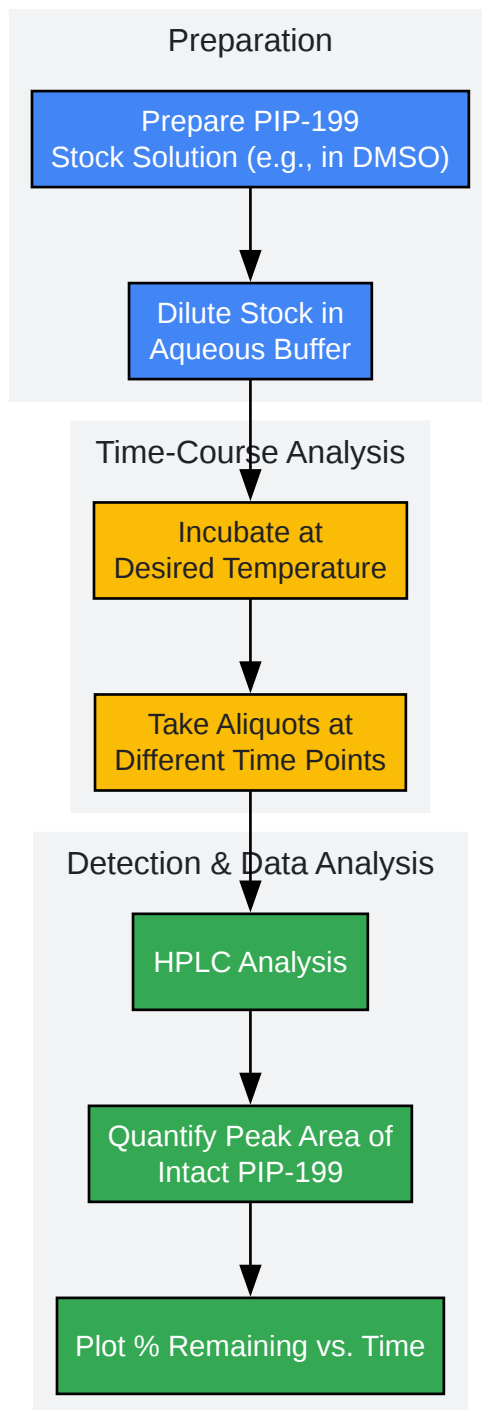 Preparation
Prepare PIP-199
Stock Solution (e.g., in DMSO)
Dilute Stock in
Aqueous Buffer
Time-Course Analysis
Incubate at
Desired Temperature
Take Aliquots at
Different Time Points
Detection & Data Analysis
HPLC Analysis
Quantify Peak Area of
Intact PIP-199
Plot % Remaining vs. Time